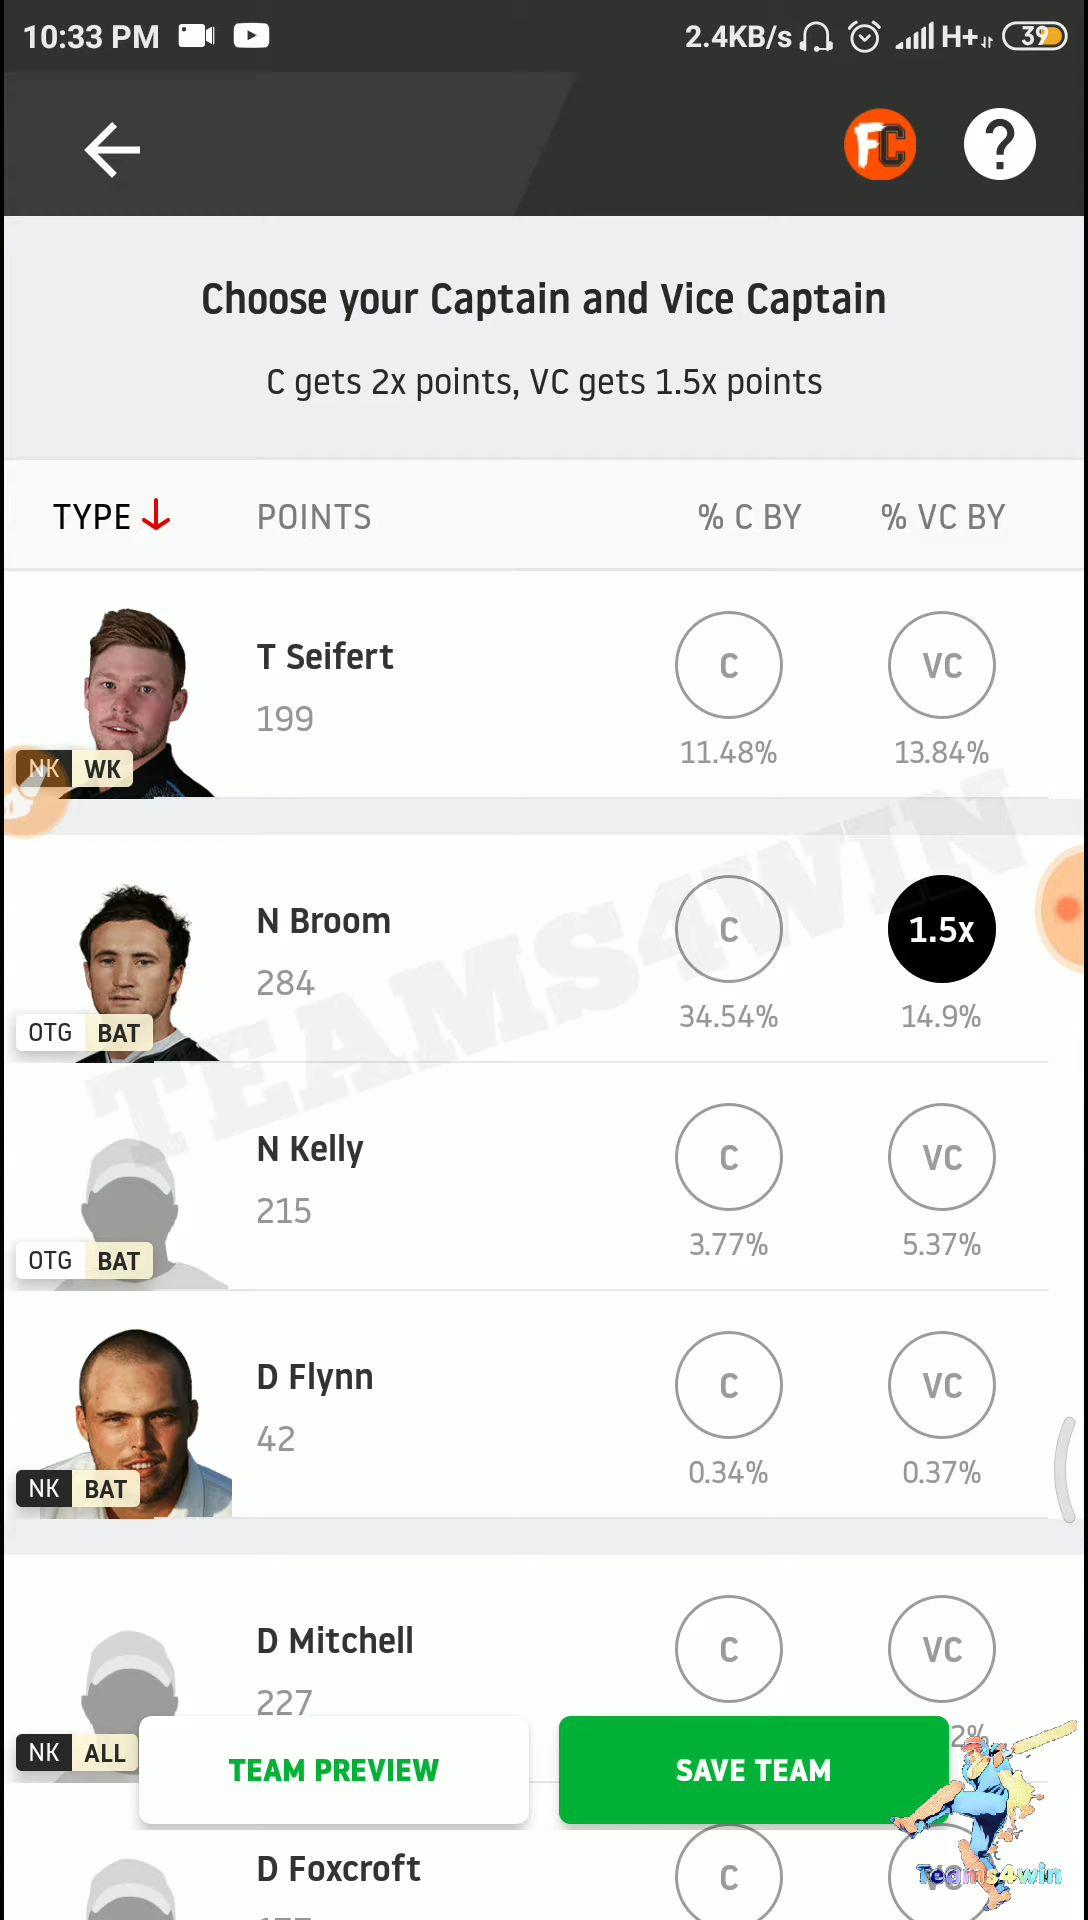 10:33 PM 2.4KB/s H+ 39
FC ?
Choose your Captain and Vice Captain
C gets 2x points, VC gets 1.5x points
TYPE POINTS % C BY % VC BY
T Seifert C VC
199
11.48% 13.84%
NK WK
TEAMS4WIN
N Broom C 1.5x
284
34.54% 14.9%
OTG BAT
N Kelly C VC
215
3.77% 5.37%
OTG BAT
D Flynn C VC
42
0.34% 0.37%
NK BAT
D Mitchell C VC
227
2%
NK ALL
TEAM PREVIEW SAVE TEAM
D Foxcroft C VC
Teams4win